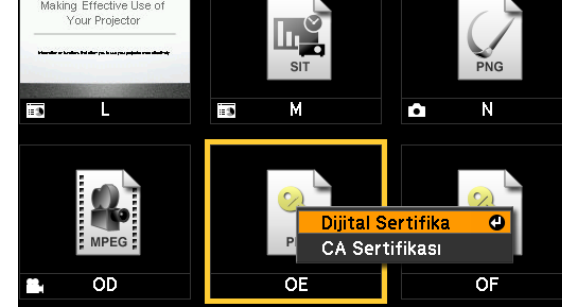 Making Effective Use of
Your Projector
SIT
PNG
L
M
N
MPEG
Dijital Sertifika
CA Sertifikası
OD
OE
OF